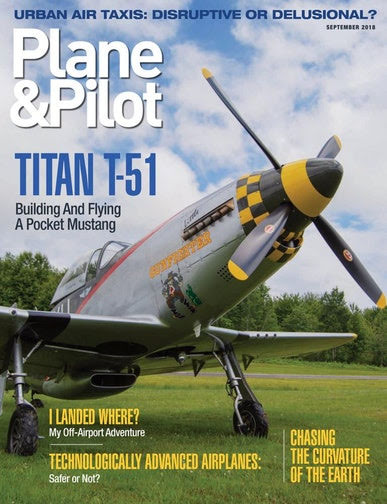 URBAN AIR TAXIS: DISRUPTIVE OR DELUSIONAL?
SEPTEMBER 2018
Plane
&Pilot
TITAN T-51
Building And Flying
A Pocket Mustang
GUNFIGHTER
I LANDED WHERE?
My Off-Airport Adventure
TECHNOLOGICALLY ADVANCED AIRPLANES:
Safer or Not?
CHASING
THE CURVATURE
OF THE EARTH